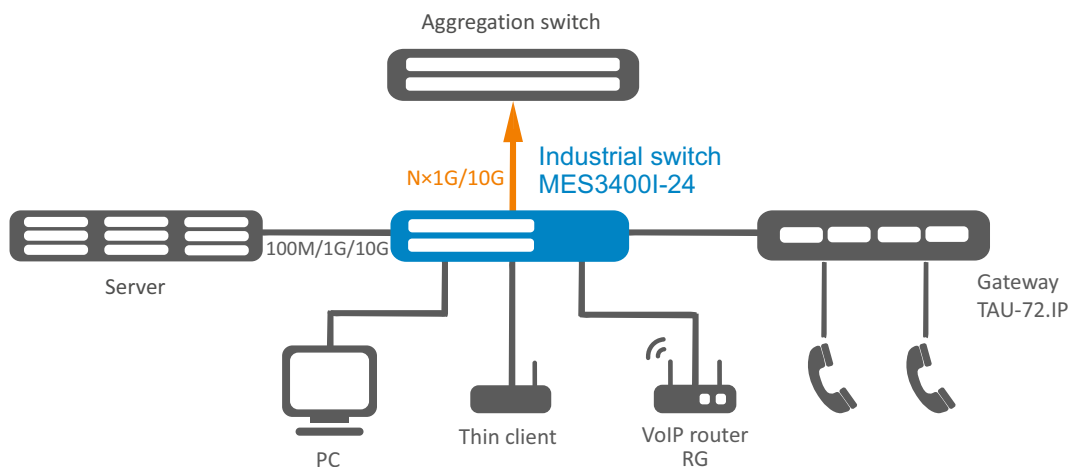 Aggregation switch
Industrial switch
MES3400I-24
N×1G/10G
100M/1G/10G
Server
Gateway
TAU-72.IP
PC
Thin client
VoIP router
RG